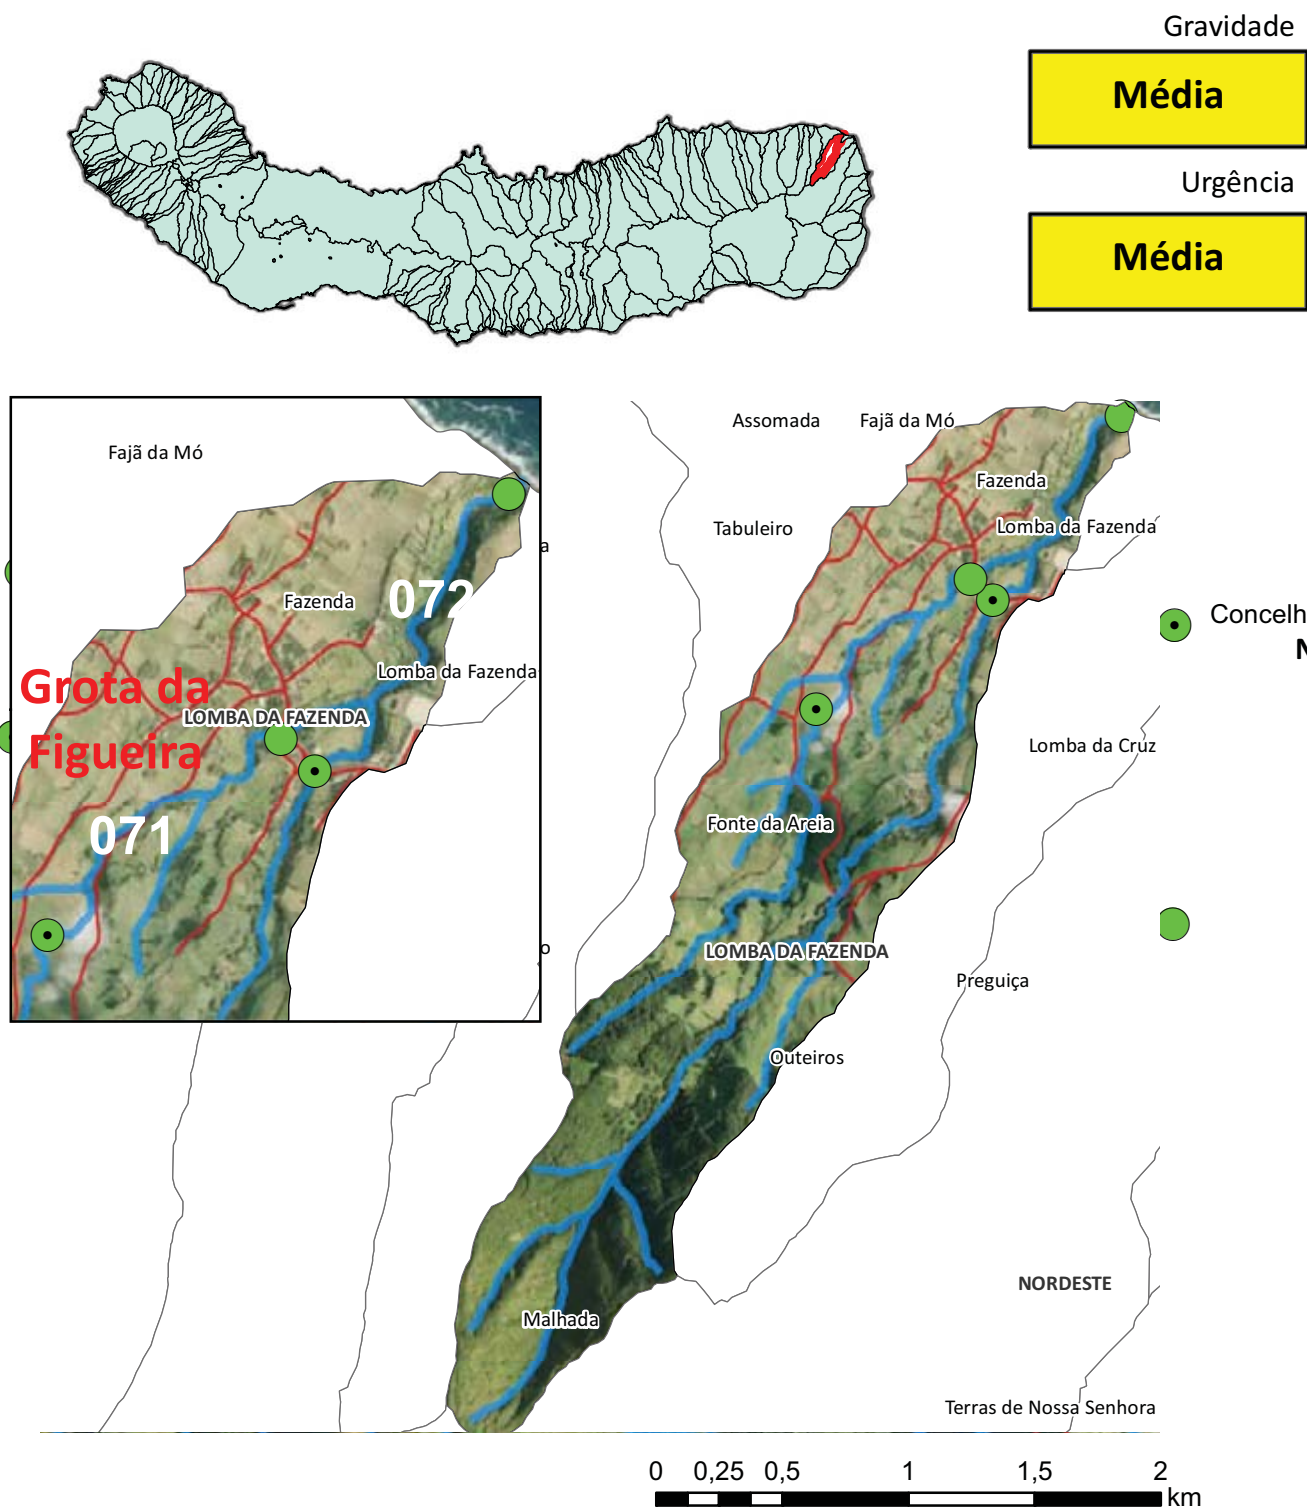 Gravidade
Média
Urgência
Média
Fajã da Mó
Fazenda
072
Lomba da Fazenda
Grota da
Figueira
LOMBA DA FAZENDA
071
a
o
Assomada
Fajã da Mó
Fazenda
Tabuleiro
Lomba da Fazenda
Concelh
N
Lomba da Cruz
Fonte da Areia
LOMBA DA FAZENDA
Preguiça
Outeiros
NORDESTE
Malhada
Terras de Nossa Senhora
0 0,25 0,5 1 1,5 2
km